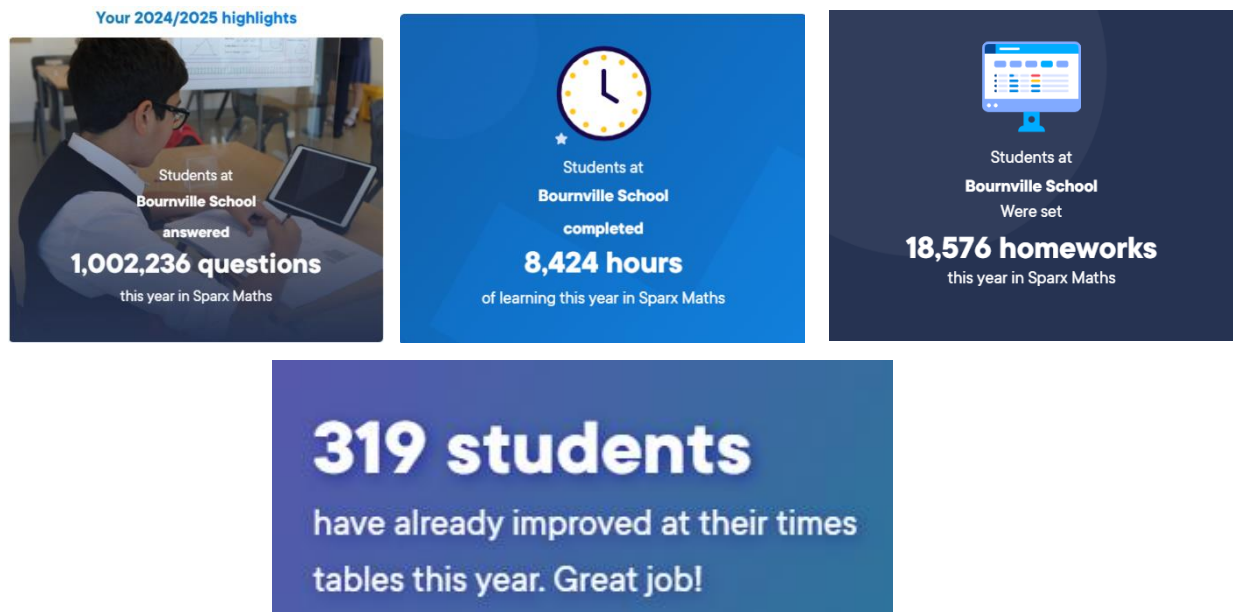 Your 2024/2025 highlights
Students at
Bournville School
answered
1,002,236 questions
this year in Sparx Maths
Students at
Bournville School
completed
8,424 hours
of learning this year in Sparx Maths
Students at
Bournville School
Were set
18,576 homeworks
this year in Sparx Maths
319 students
have already improved at their times
tables this year. Great job!